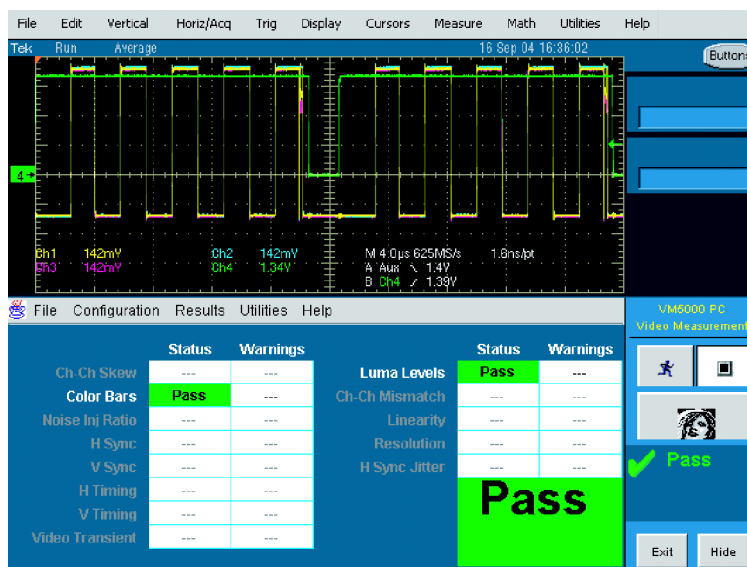 File Edit Vertical Horiz/Acq Trig Display Cursors Measure Math Utilities Help
Tek Run Average 16 Sep 04 16:36:02
Button
4
Ch1 142mV Ch2 142mV M 4.0µs 625MS/s 1.6ns/pt
Ch3 142mV Ch4 1.34V A Aux \ 1.4V
B Ch4 / 1.39V
File Configuration Results Utilities Help
VM5000 PC
Video Measurement
Status Warnings Status Warnings
Ch-Ch Skew --- --- Luma Levels Pass ---
Color Bars Pass --- Ch-Ch Mismatch --- ---
Noise Inj Ratio --- --- Linearity --- ---
H Sync --- --- Resolution --- ---
V Sync --- --- H Sync Jitter --- ---
H Timing --- ---
V Timing --- ---
Video Transient --- ---
Pass
Pass
Exit Hide